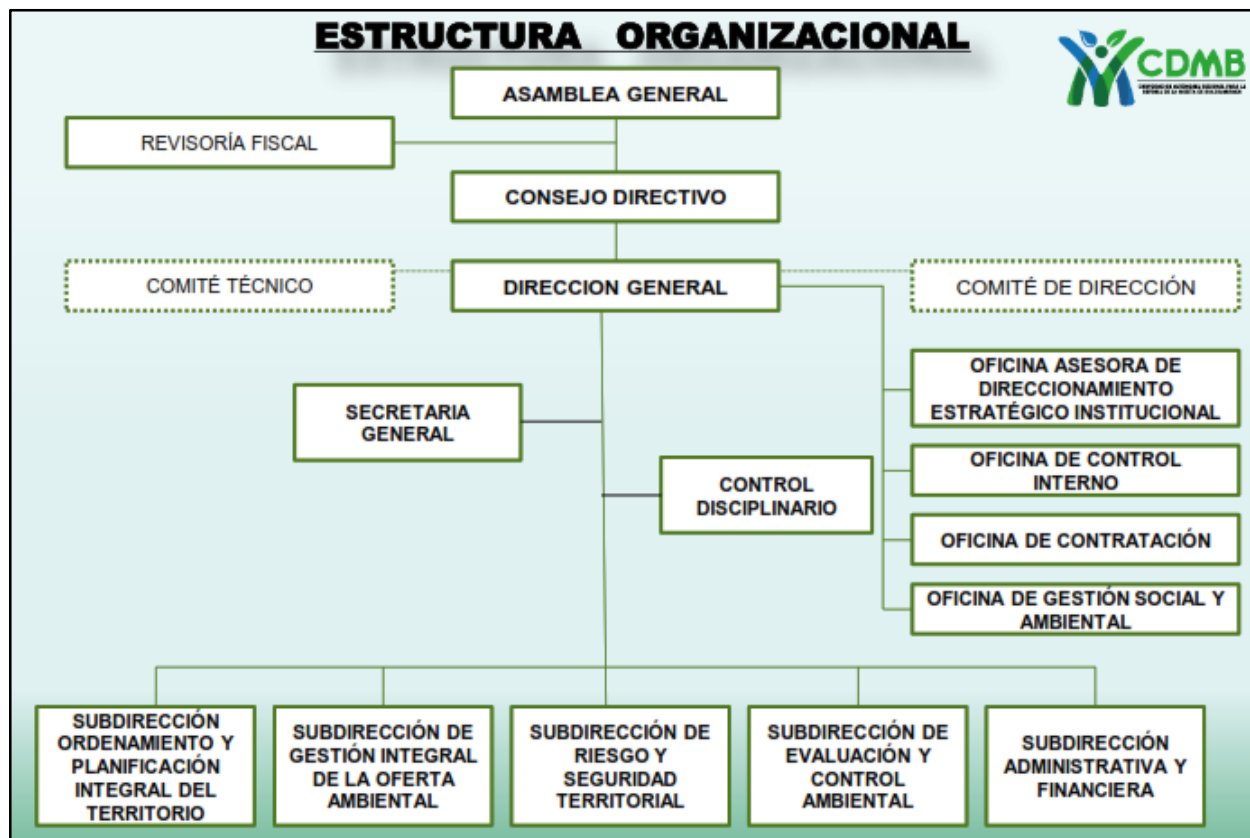 ESTRUCTURA ORGANIZACIONAL
CDMB
ASAMBLEA GENERAL
REVISORÍA FISCAL
CONSEJO DIRECTIVO
COMITÉ TÉCNICO
DIRECCION GENERAL
COMITÉ DE DIRECCIÓN
OFICINA ASESORA DE
DIRECCIONAMIENTO
ESTRATÉGICO INSTITUCIONAL
SECRETARIA
GENERAL
OFICINA DE CONTROL
INTERNO
CONTROL
DISCIPLINARIO
OFICINA DE CONTRATACIÓN
OFICINA DE GESTIÓN SOCIAL Y
AMBIENTAL
SUBDIRECCIÓN
ORDENAMIENTO Y
PLANIFICACIÓN
INTEGRAL DEL
TERRITORIO
SUBDIRECCIÓN DE
GESTIÓN INTEGRAL
DE LA OFERTA
AMBIENTAL
SUBDIRECCIÓN DE
RIESGO Y
SEGURIDAD
TERRITORIAL
SUBDIRECCIÓN DE
EVALUACIÓN Y
CONTROL
AMBIENTAL
SUBDIRECCIÓN
ADMINISTRATIVA Y
FINANCIERA